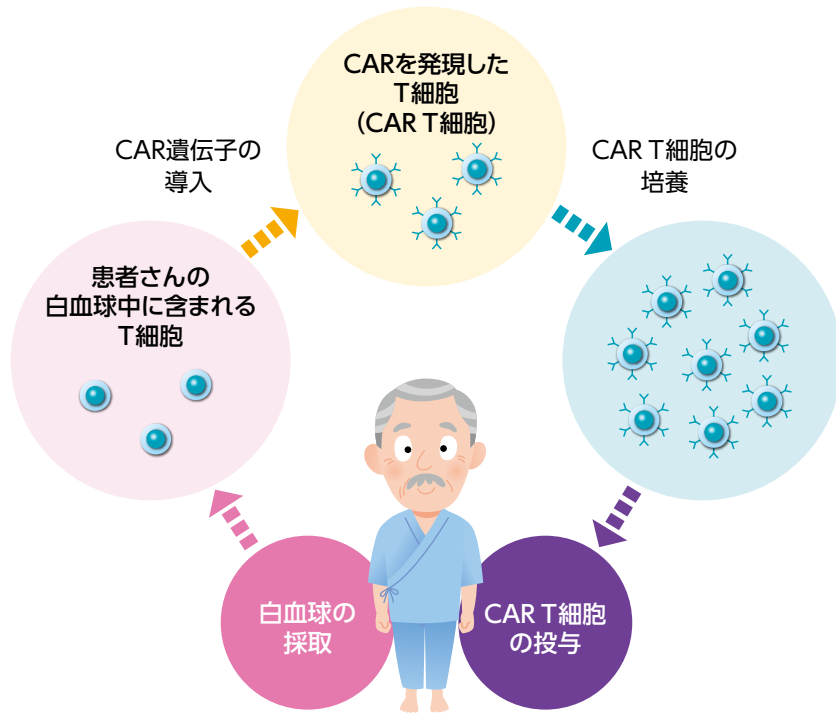 CARを発現した
T細胞
（CAR T細胞）
CAR遺伝子の
導入
CAR T細胞の
培養
患者さんの
白血球中に含まれる
T細胞
白血球の
採取
CAR T細胞
の投与